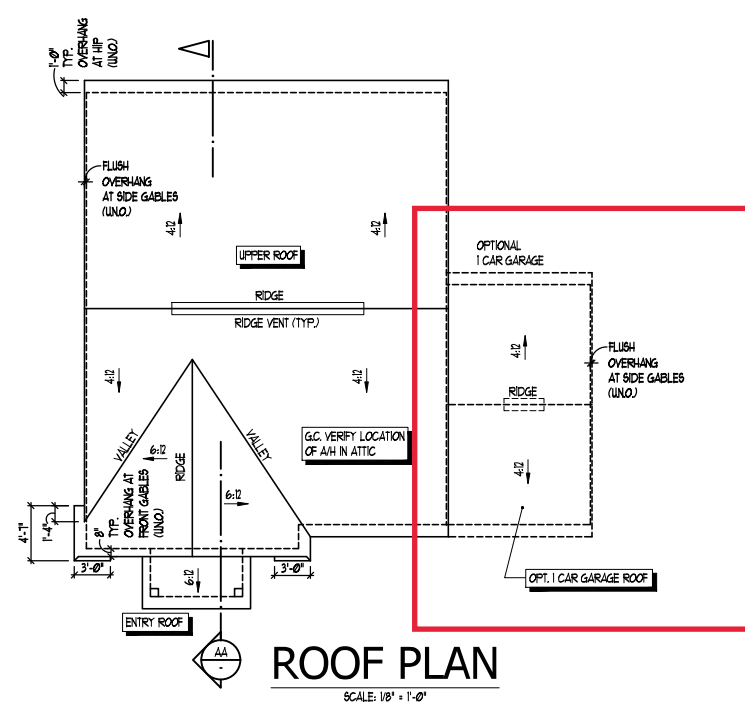 1'-0"
TYP.
OVERHANG
AT HIP
(U.N.O.)
FLUSH
OVERHANG
AT SIDE GABLES
(U.N.O.)
4:12
4:12
UPPER ROOF
OPTIONAL
1 CAR GARAGE
RIDGE
RIDGE VENT (TYP.)
4:12
4:12
4:12
FLUSH
OVERHANG
AT SIDE GABLES
(U.N.O.)
RIDGE
VALLEY
VALLEY
6:12
RIDGE
6:12
G.C. VERIFY LOCATION
OF A/H IN ATTIC
4:12
8"
TYP.
OVERHANG AT
FRONT GABLES
(U.N.O.)
4'-1"
1'-4"
3'-0"
3'-0"
6:12
OPT. 1 CAR GARAGE ROOF
ENTRY ROOF
AA
-
ROOF PLAN
SCALE: 1/8" = 1'-0"